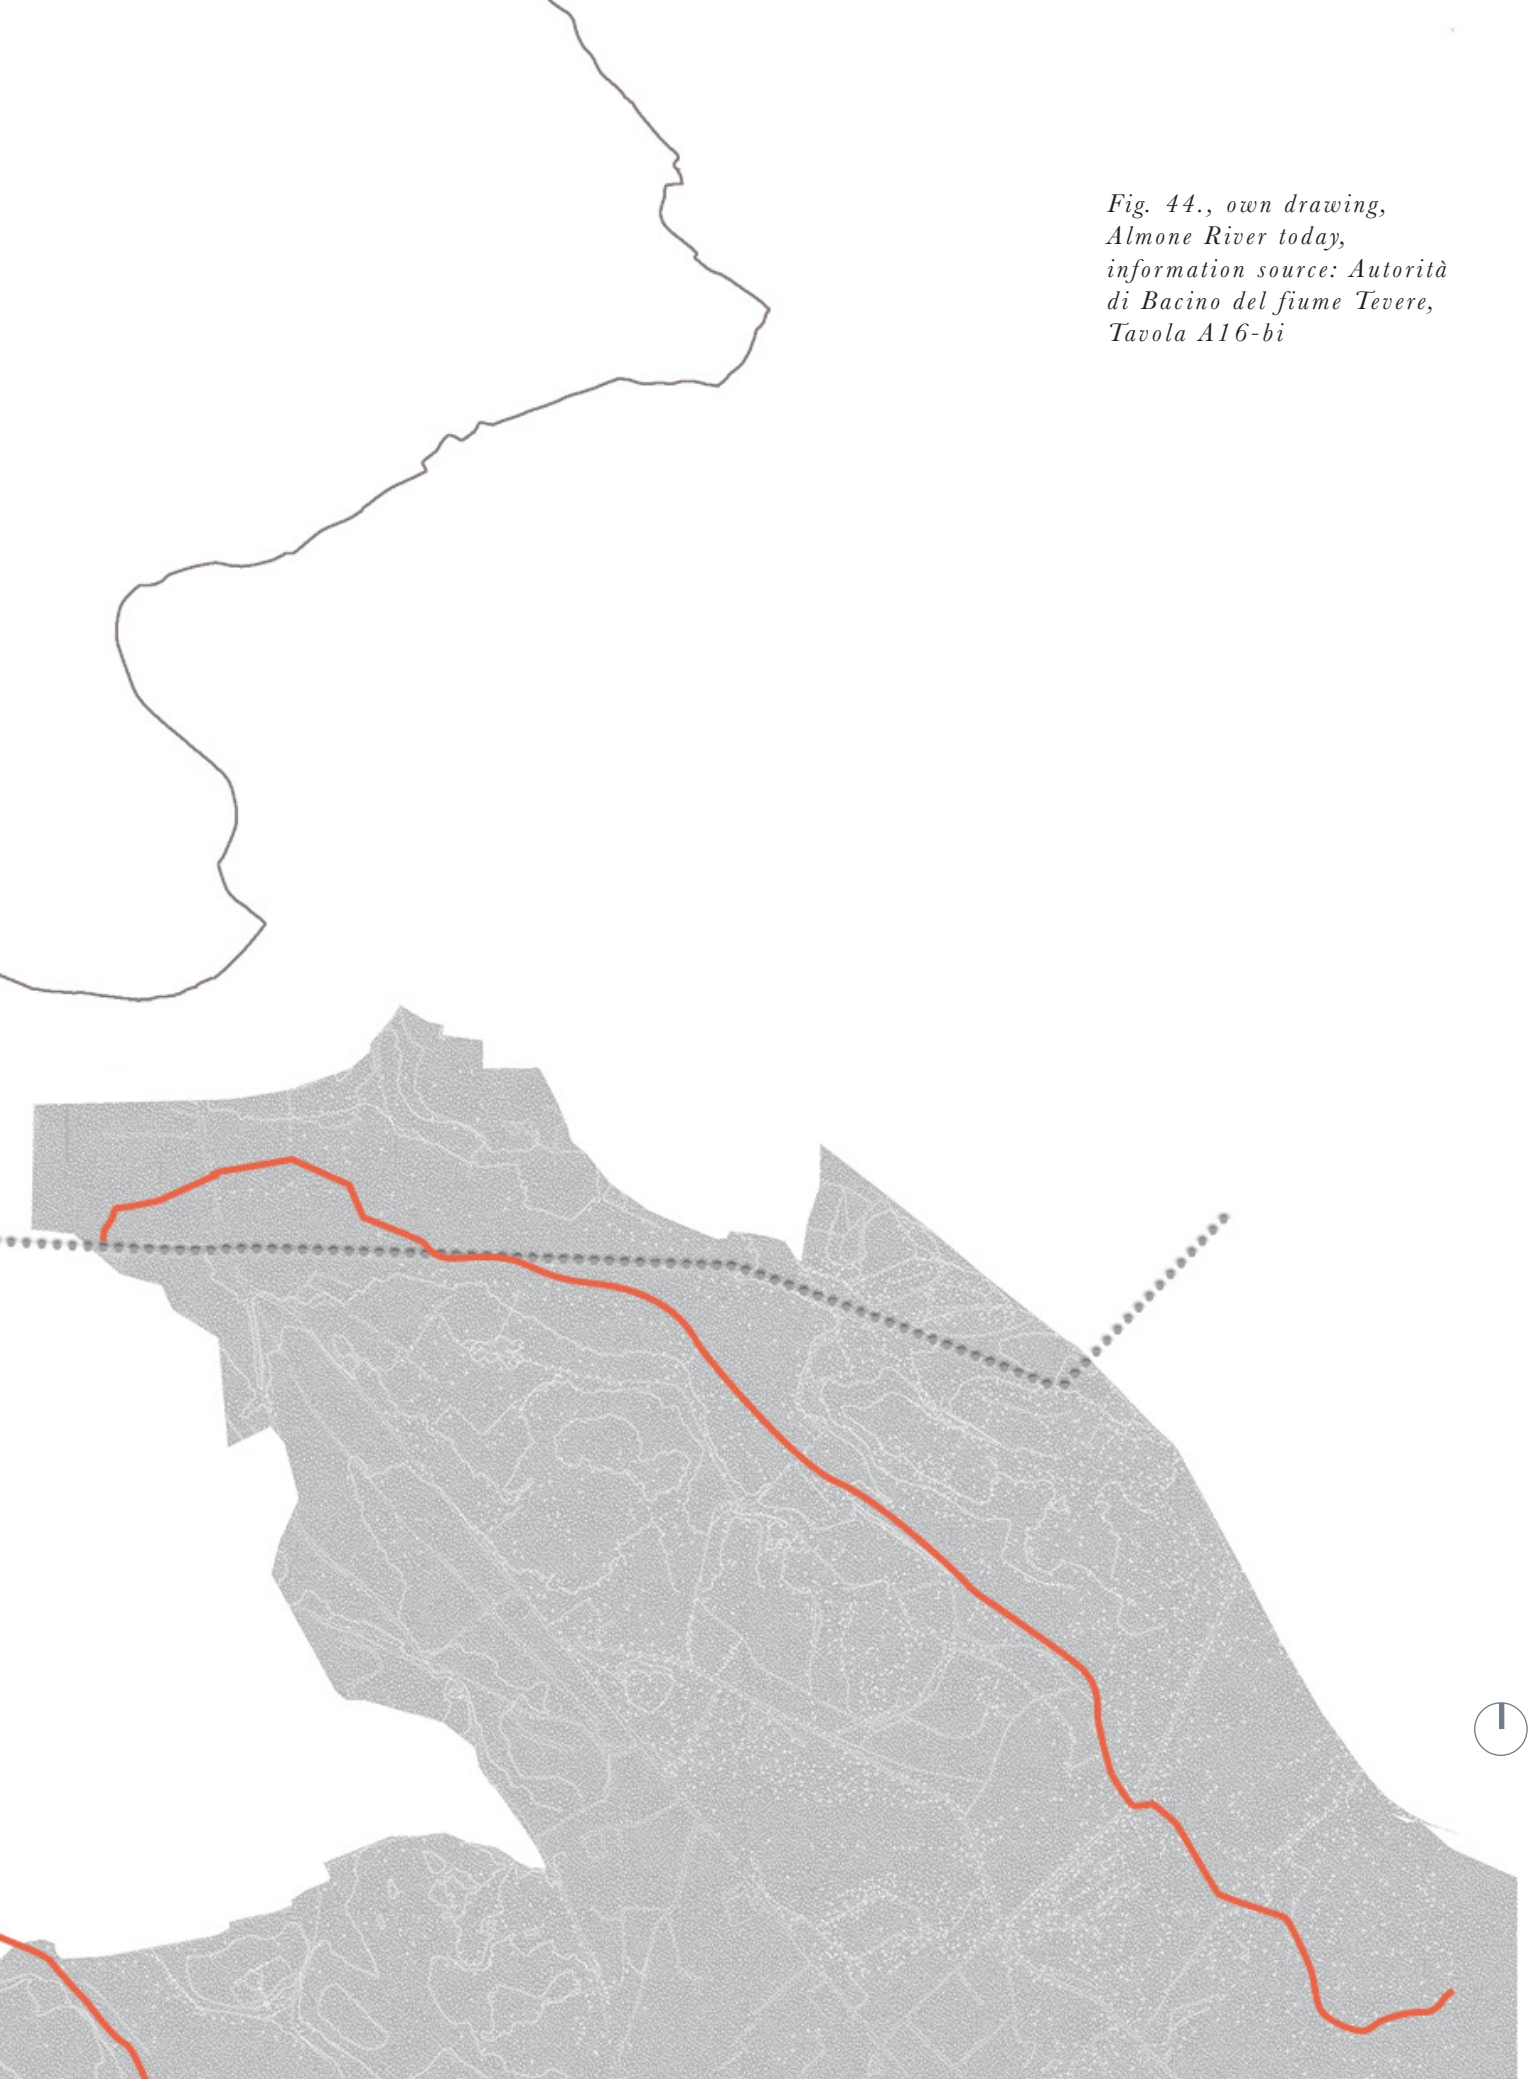 Fig. 44., own drawing,
Almone River today,
information source: Autorità
di Bacino del fiume Tevere,
Tavola A16-bi